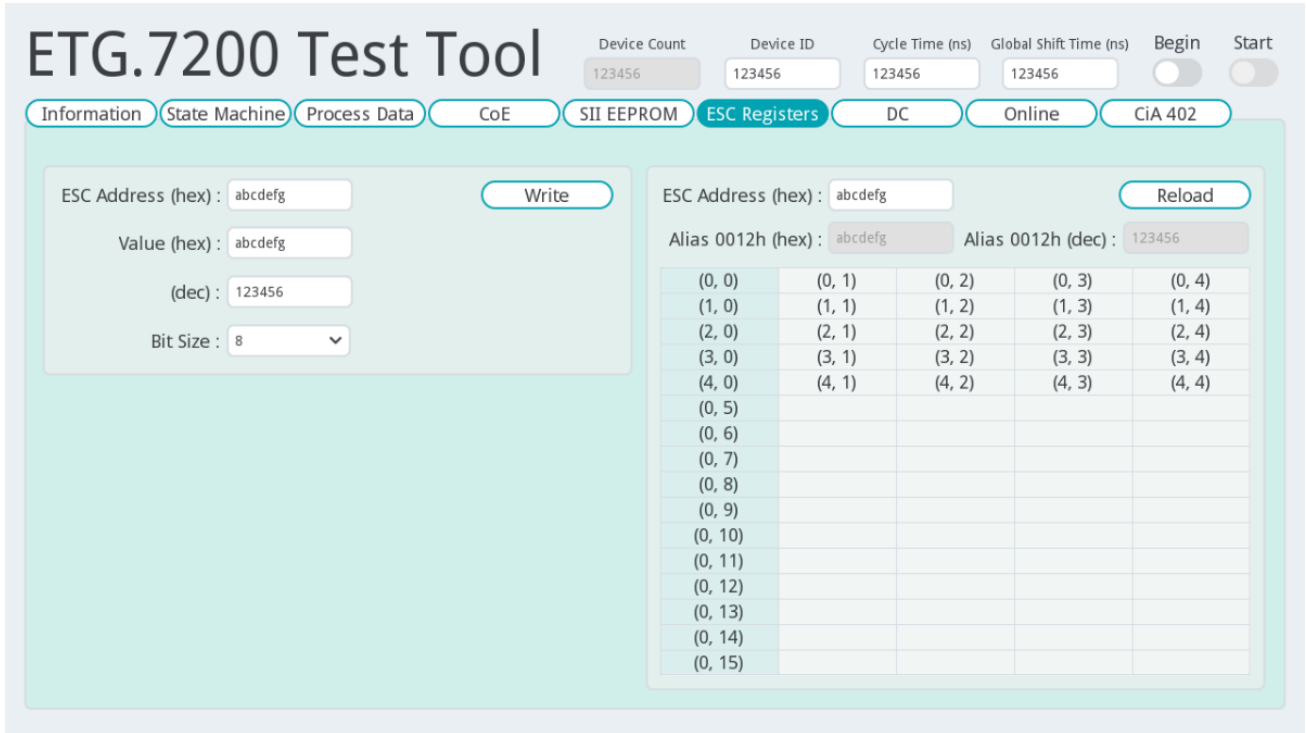 ETG.7200 Test Tool
Device Count Device ID Cycle Time (ns) Global Shift Time (ns) Begin Start
123456 123456 123456 123456
Information State Machine Process Data CoE SII EEPROM ESC Registers DC Online CiA 402
ESC Address (hex) : abcdefg Write
Value (hex) : abcdefg
(dec) : 123456
Bit Size : 8
ESC Address (hex) : abcdefg Reload
Alias 0012h (hex) : abcdefg Alias 0012h (dec) : 123456
(0, 0) (0, 1) (0, 2) (0, 3) (0, 4)
(1, 0) (1, 1) (1, 2) (1, 3) (1, 4)
(2, 0) (2, 1) (2, 2) (2, 3) (2, 4)
(3, 0) (3, 1) (3, 2) (3, 3) (3, 4)
(4, 0) (4, 1) (4, 2) (4, 3) (4, 4)
(0, 5)
(0, 6)
(0, 7)
(0, 8)
(0, 9)
(0, 10)
(0, 11)
(0, 12)
(0, 13)
(0, 14)
(0, 15)